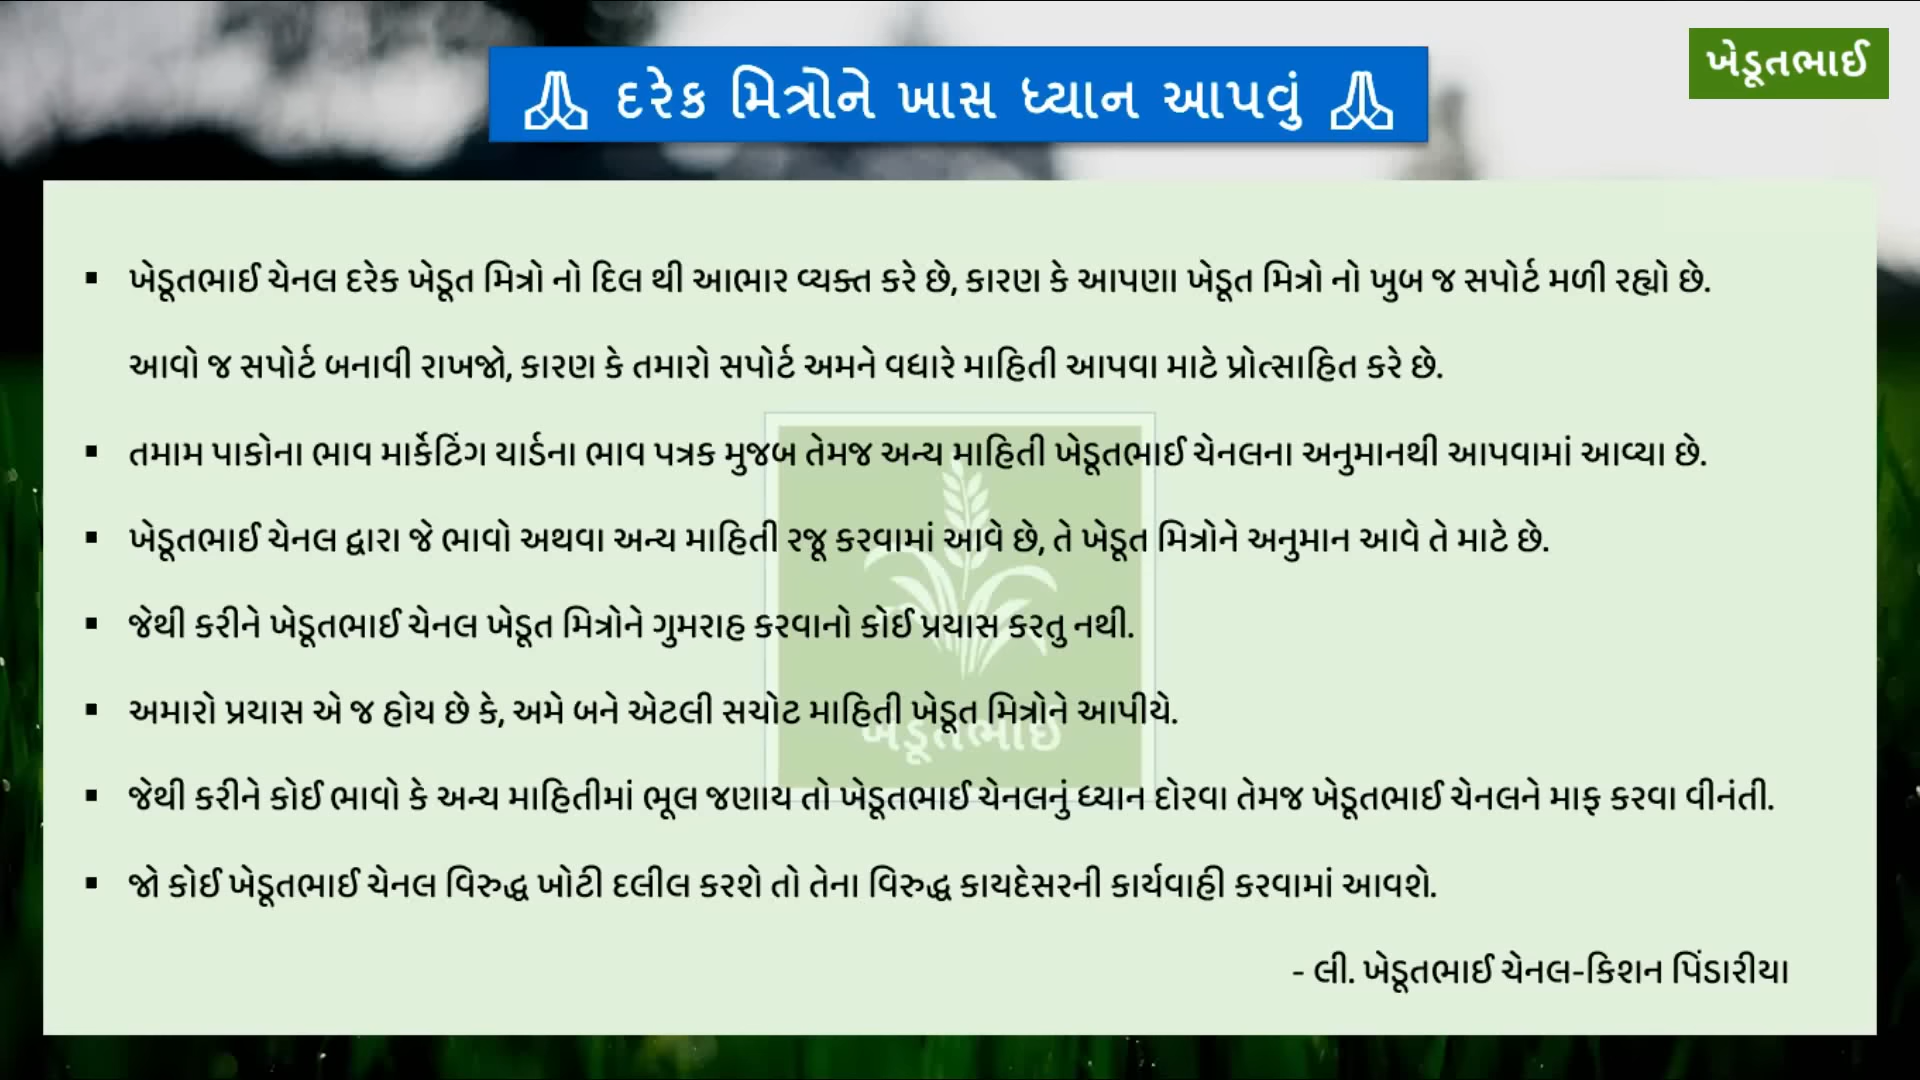 ખેડૂતભાઈ
🙏 દરેક મિત્રોને ખાસ ધ્યાન આપવું 🙏
▪ ખેડૂતભાઈ ચેનલ દરેક ખેડૂત મિત્રો નો દિલ થી આભાર વ્યક્ત કરે છે, કારણ કે આપણા ખેડૂત મિત્રો નો ખુબ જ સપોર્ટ મળી રહ્યો છે.
આવો જ સપોર્ટ બનાવી રાખજો, કારણ કે તમારો સપોર્ટ અમને વધારે માહિતી આપવા માટે પ્રોત્સાહિત કરે છે.
▪ તમામ પાકોના ભાવ માર્કેટિંગ યાર્ડના ભાવ પત્રક મુજબ તેમજ અન્ય માહિતી ખેડૂતભાઈ ચેનલના અનુમાનથી આપવામાં આવ્યા છે.
▪ ખેડૂતભાઈ ચેનલ દ્વારા જે ભાવો અથવા અન્ય માહિતી રજૂ કરવામાં આવે છે, તે ખેડૂત મિત્રોને અનુમાન આવે તે માટે છે.
▪ જેથી કરીને ખેડૂતભાઈ ચેનલ ખેડૂત મિત્રોને ગુમરાહ કરવાનો કોઈ પ્રયાસ કરતુ નથી.
▪ અમારો પ્રયાસ એ જ હોય છે કે, અમે બને એટલી સચોટ માહિતી ખેડૂત મિત્રોને આપીયે.
ખેડૂતભાઈ
▪ જેથી કરીને કોઈ ભાવો કે અન્ય માહિતીમાં ભૂલ જણાય તો ખેડૂતભાઈ ચેનલનું ધ્યાન દોરવા તેમજ ખેડૂતભાઈ ચેનલને માફ કરવા વીનંતી.
▪ જો કોઈ ખેડૂતભાઈ ચેનલ વિરુદ્ધ ખોટી દલીલ કરશે તો તેના વિરુદ્ધ કાયદેસરની કાર્યવાહી કરવામાં આવશે.
- લી. ખેડૂતભાઈ ચેનલ-કિશન પિંડારીયા